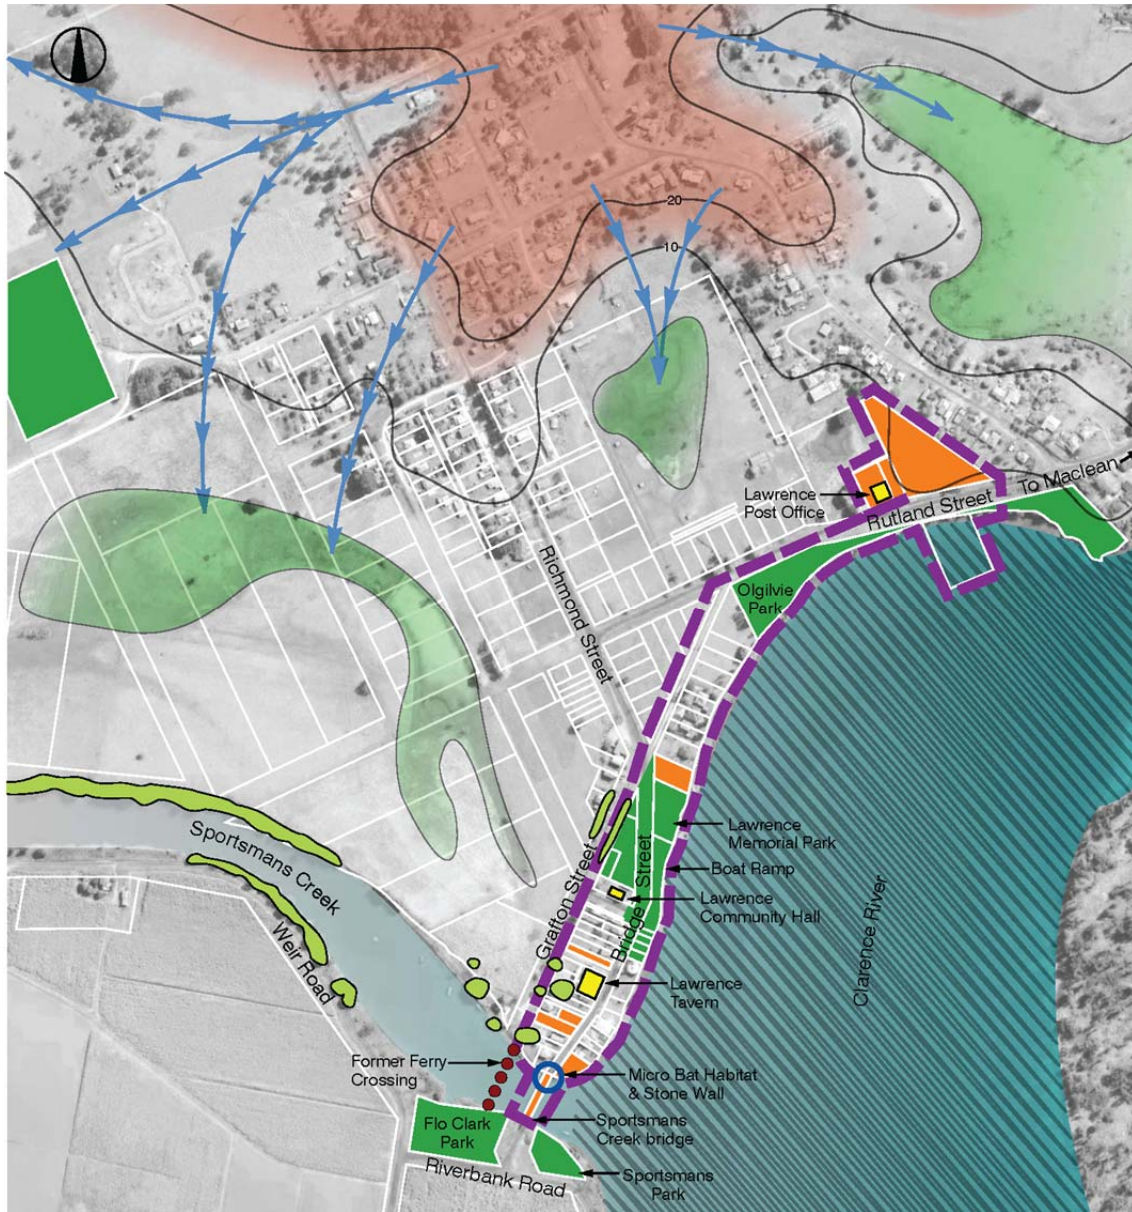 20
10
To Maclean
Lawrence
Post Office
Rutland Street
Richmond Street
Olgilvie
Park
Sportsmans Creek
Weir Road
Grafton Street
Bridge Street
Lawrence
Memorial Park
Boat Ramp
Lawrence
Community Hall
Lawrence
Tavern
Clarence River
Former Ferry
Crossing
Micro Bat Habitat
& Stone Wall
Flo Clark
Park
Sportsmans
Creek bridge
Riverbank Road
Sportsmans
Park